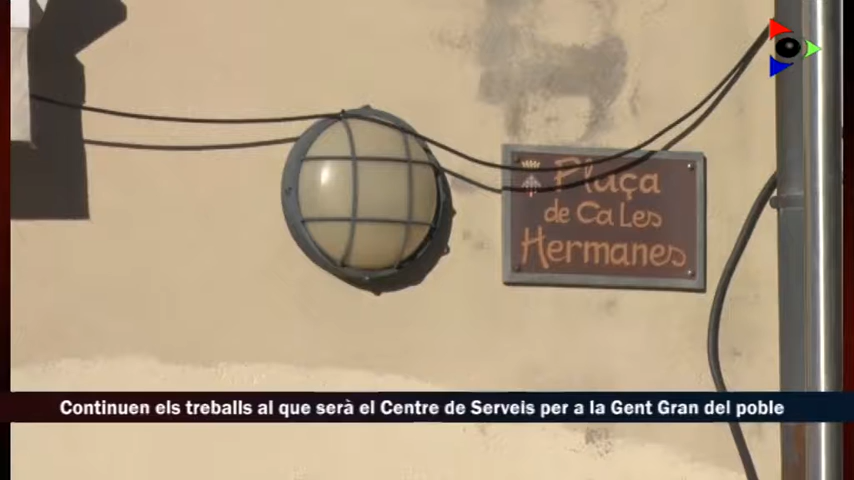 Plaça
de Ca Les
Hermanes
Continuen els treballs al que serà el Centre de Serveis per a la Gent Gran del poble